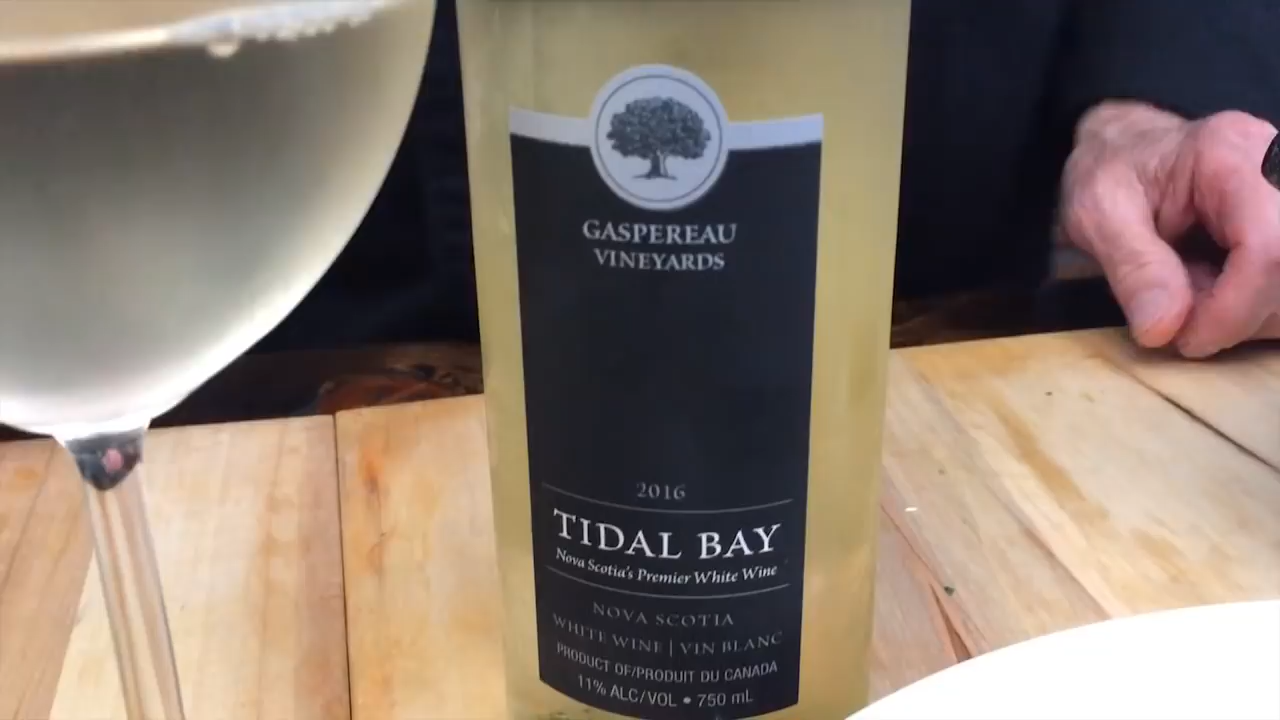 GASPEREAU
VINEYARDS
2016
TIDAL BAY
Nova Scotia's Premier White Wine
NOVA SCOTIA
WHITE WINE | VIN BLANC
PRODUCT OF/PRODUIT DU CANADA
11% ALC/VOL • 750 mL